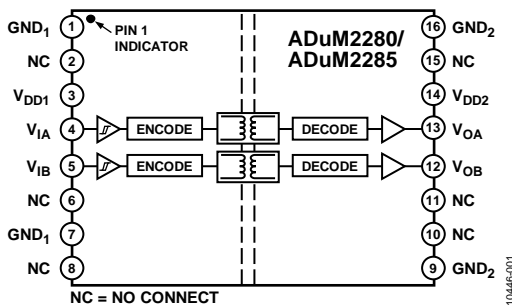 ADuM2280/
ADuM2285
PIN 1
INDICATOR
GND1 1
NC 2
VDD1 3
VIA 4 ENCODE DECODE 13 VOA
VIB 5 ENCODE DECODE 12 VOB
NC 6
GND1 7
NC 8
16 GND2
15 NC
14 VDD2
11 NC
10 NC
9 GND2
NC = NO CONNECT
10446-001